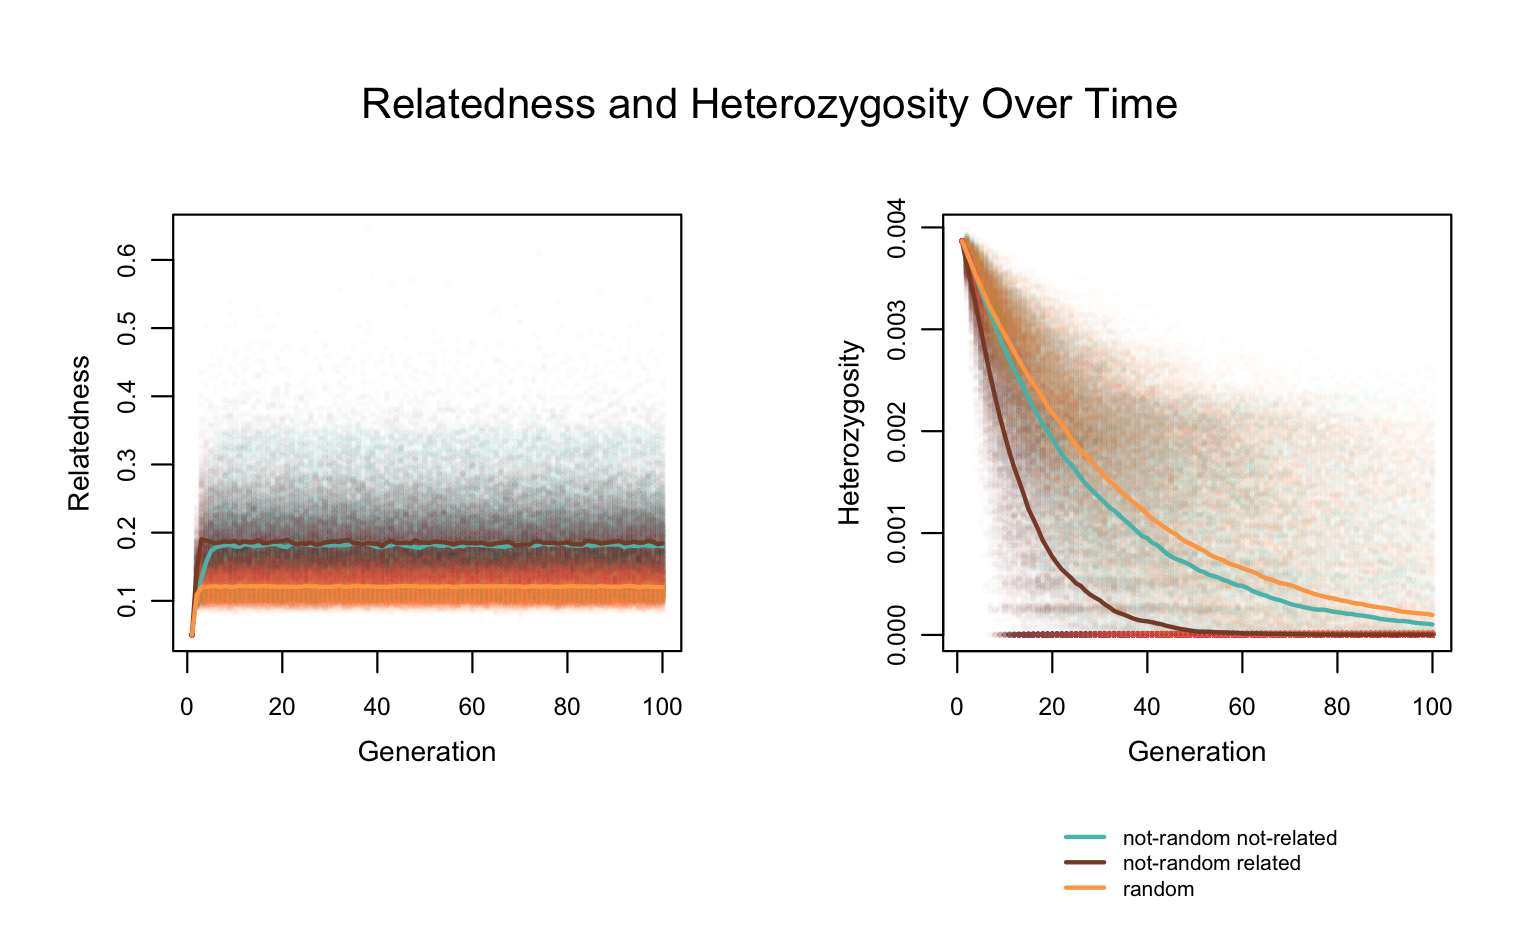 Relatedness and Heterozygosity Over Time
Relatedness
0.1 0.2 0.3 0.4 0.5 0.6
0 20 40 60 80 100
Generation
Heterozygosity
0.000 0.001 0.002 0.003 0.004
0 20 40 60 80 100
Generation
not-random not-related
not-random related
random